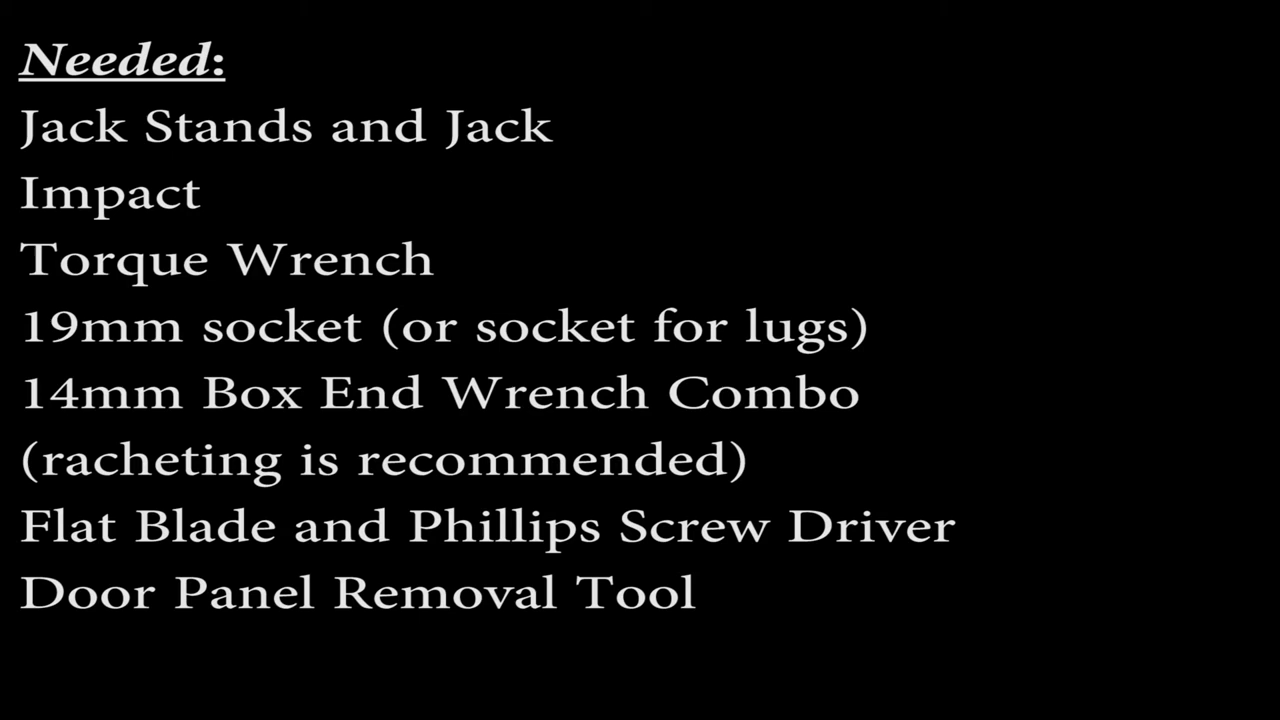 Needed:
Jack Stands and Jack
Impact
Torque Wrench
19mm socket (or socket for lugs)
14mm Box End Wrench Combo
(racheting is recommended)
Flat Blade and Phillips Screw Driver
Door Panel Removal Tool